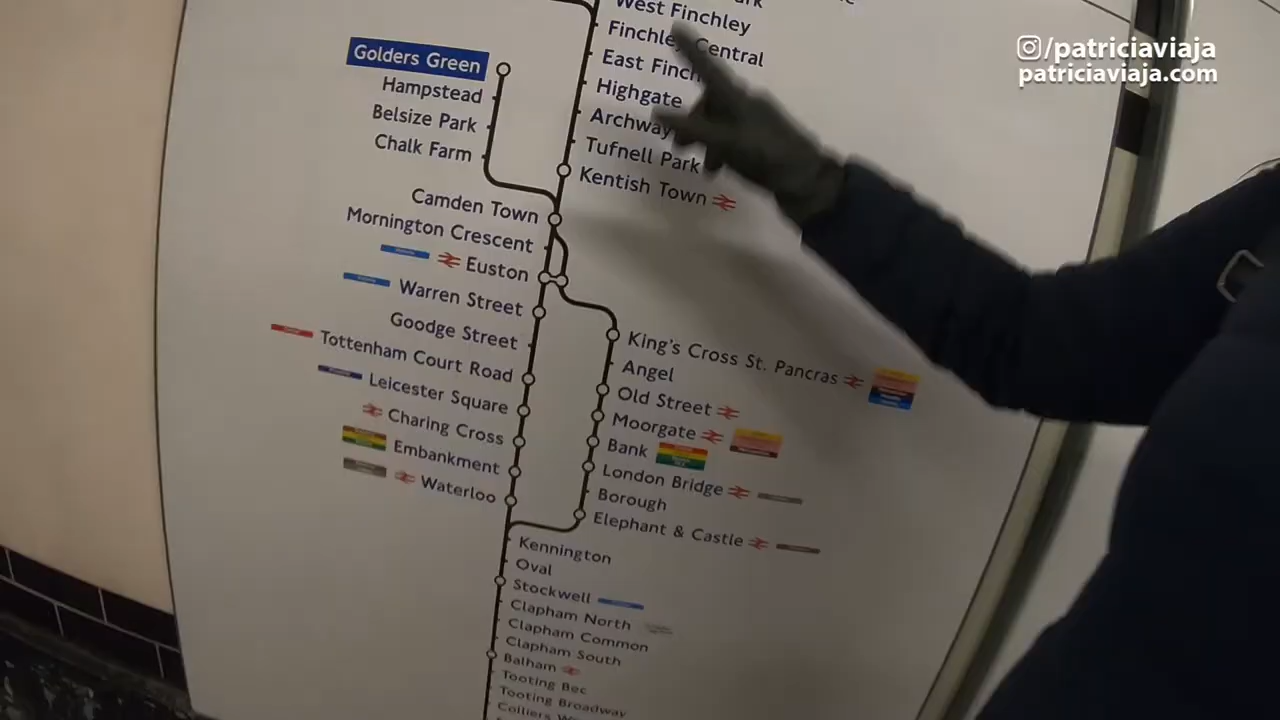 West Finchley
Finchley Central
East Finch
Highgate
Archway
Tufnell Park
Kentish Town
Golders Green
Hampstead
Belsize Park
Chalk Farm
Camden Town
Mornington Crescent
Euston
Warren Street
Goodge Street
Tottenham Court Road
Leicester Square
Charing Cross
Embankment
Waterloo
King's Cross St. Pancras
Angel
Old Street
Moorgate
Bank
London Bridge
Borough
Elephant & Castle
Kennington
Oval
Stockwell
Clapham North
Clapham Common
Clapham South
Balham
Tooting Bec
Tooting Broadway
Colliers
/patriciaviaja
patriciaviaja.com